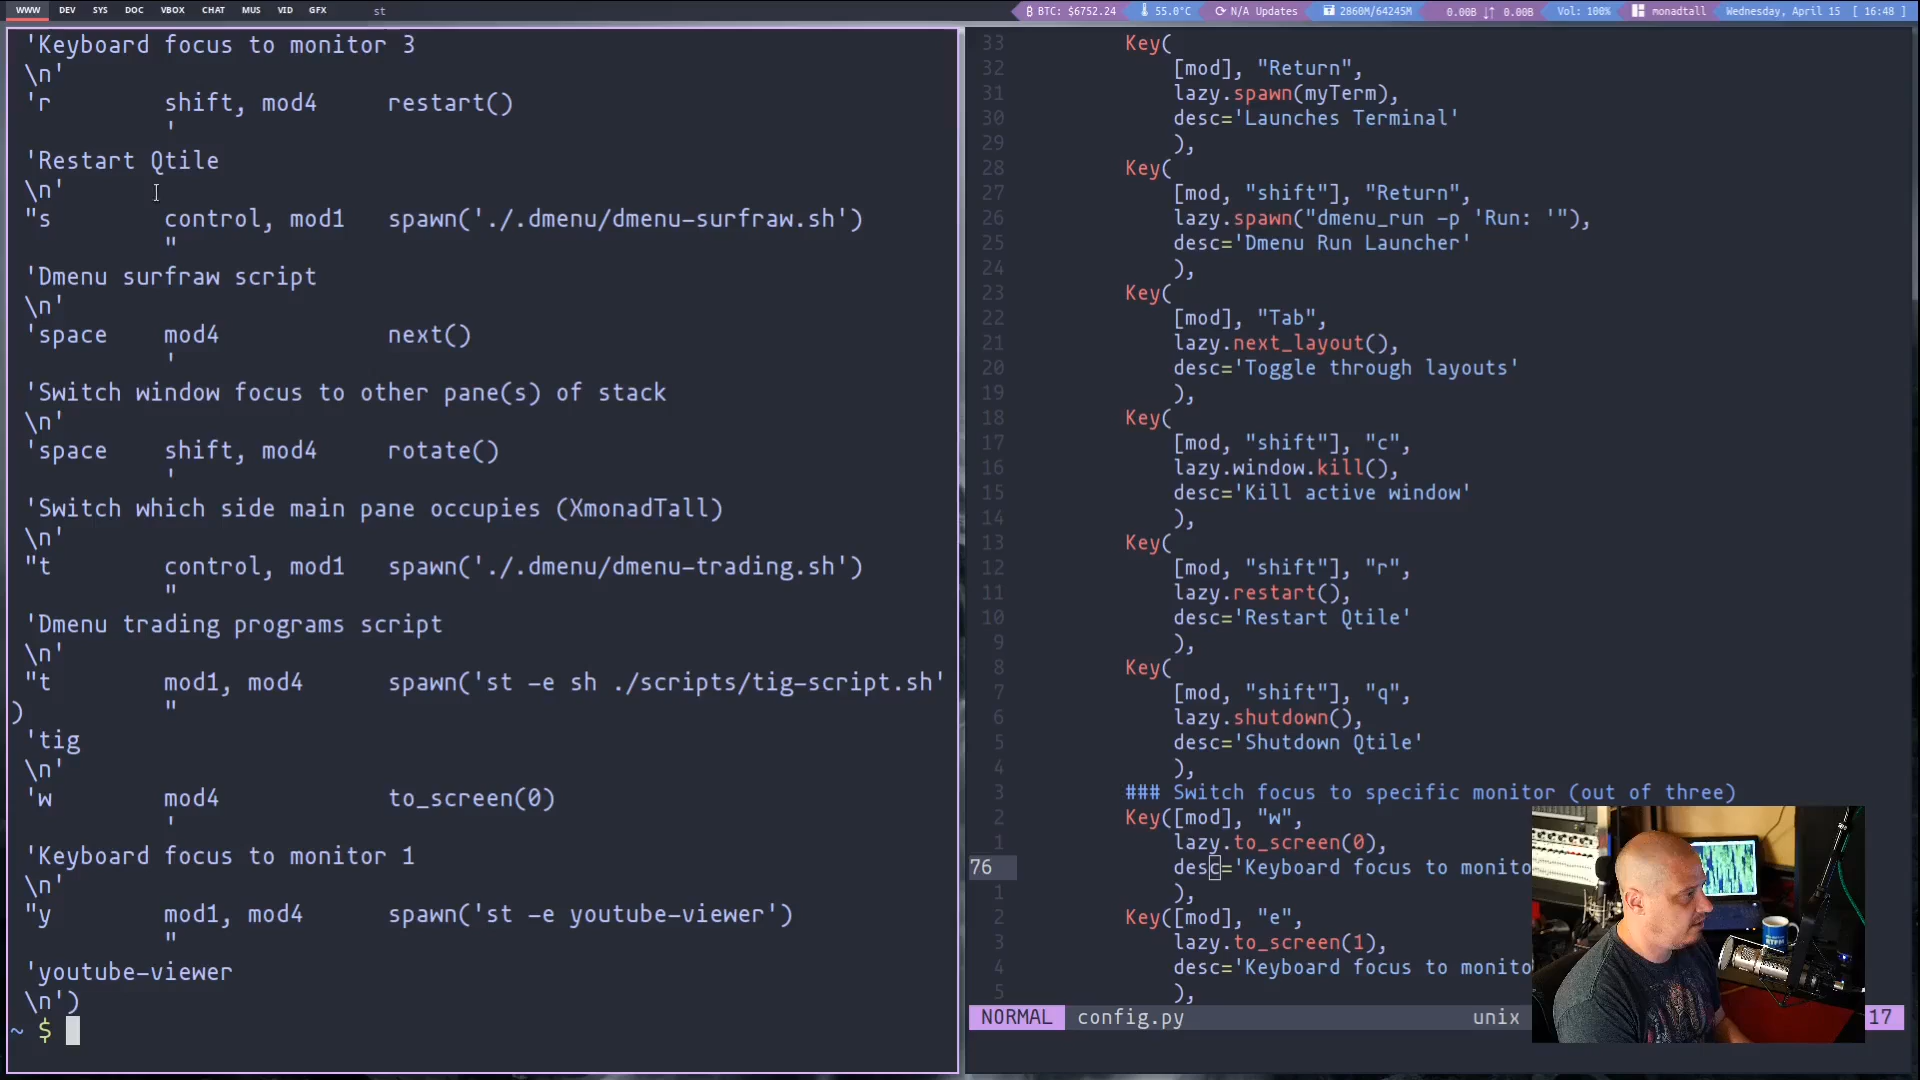 WWW DEV SYS DOC VBOX CHAT MUS VID GFX st
BTC: $6752.24 55.0°C N/A Updates 2860M/64245M 0.00B ↓↑ 0.00B Vol: 100% monadtall Wednesday, April 15 [ 16:48 ]
'Keyboard focus to monitor 3
\n'
'r shift, mod4 restart()
'
'Restart Qtile
\n'
"s control, mod1 spawn('./.dmenu/dmenu-surfraw.sh')
"
'Dmenu surfraw script
\n'
'space mod4 next()
'
'Switch window focus to other pane(s) of stack
\n'
'space shift, mod4 rotate()
'
'Switch which side main pane occupies (XmonadTall)
\n'
"t control, mod1 spawn('./.dmenu/dmenu-trading.sh')
"
'Dmenu trading programs script
\n'
"t mod1, mod4 spawn('st -e sh ./scripts/tig-script.sh'
"
)
'tig
\n'
'w mod4 to_screen(0)
'
'Keyboard focus to monitor 1
\n'
"y mod1, mod4 spawn('st -e youtube-viewer')
"
'youtube-viewer
\n')
~ $
33 Key(
32 [mod], "Return",
31 lazy.spawn(myTerm),
30 desc='Launches Terminal'
29 ),
28 Key(
27 [mod, "shift"], "Return",
26 lazy.spawn("dmenu_run -p 'Run: '"),
25 desc='Dmenu Run Launcher'
24 ),
23 Key(
22 [mod], "Tab",
21 lazy.next_layout(),
20 desc='Toggle through layouts'
19 ),
18 Key(
17 [mod, "shift"], "c",
16 lazy.window.kill(),
15 desc='Kill active window'
14 ),
13 Key(
12 [mod, "shift"], "r",
11 lazy.restart(),
10 desc='Restart Qtile'
9 ),
8 Key(
7 [mod, "shift"], "q",
6 lazy.shutdown(),
5 desc='Shutdown Qtile'
4 ),
3 ### Switch focus to specific monitor (out of three)
2 Key([mod], "w",
1 lazy.to_screen(0),
76 desc='Keyboard focus to monito
1 ),
2 Key([mod], "e",
3 lazy.to_screen(1),
4 desc='Keyboard focus to monito
5 ),
NORMAL config.py unix 17